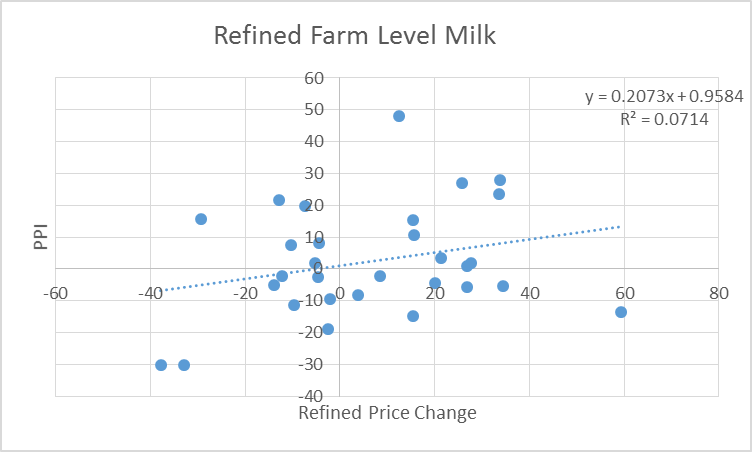 Refined Farm Level Milk
y = 0.2073x + 0.9584
R² = 0.0714
60
50
40
30
20
10
0
-10
-20
-30
-40
-60 -40 -20 0 20 40 60 80
PPI
Refined Price Change